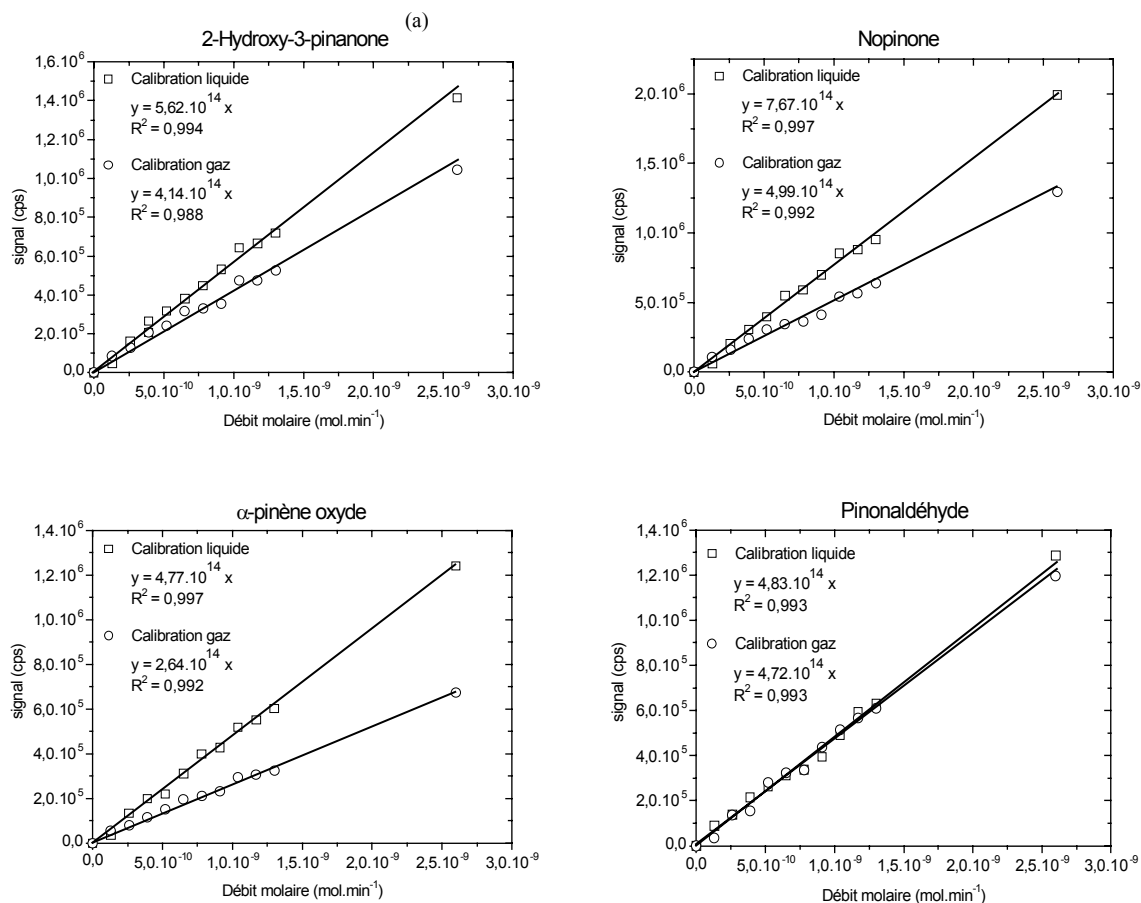 (a)
2-Hydroxy-3-pinanone
1,6.10^6
1,4.10^6
1,2.10^6
1,0.10^6
8,0.10^5
6,0.10^5
4,0.10^5
2,0.10^5
0,0
signal (cps)
Calibration liquide
y = 5,62.10^14 x
R^2 = 0,994
Calibration gaz
y = 4,14.10^14 x
R^2 = 0,988
0,0 5,0.10^-10 1,0.10^-9 1,5.10^-9 2,0.10^-9 2,5.10^-9 3,0.10^-9
Débit molaire (mol.min^-1)
Nopinone
2,0.10^6
1,5.10^6
1,0.10^6
5,0.10^5
0,0
signal (cps)
Calibration liquide
y = 7,67.10^14 x
R^2 = 0,997
Calibration gaz
y = 4,99.10^14 x
R^2 = 0,992
0,0 5,0.10^-10 1,0.10^-9 1,5.10^-9 2,0.10^-9 2,5.10^-9 3,0.10^-9
Débit molaire (mol.min^-1)
α-pinène oxyde
1,4.10^6
1,2.10^6
1,0.10^6
8,0.10^5
6,0.10^5
4,0.10^5
2,0.10^5
0,0
signal (cps)
Calibration liquide
y = 4,77.10^14 x
R^2 = 0,997
Calibration gaz
y = 2,64.10^14 x
R^2 = 0,992
0,0 5,0.10^-10 1,0.10^-9 1,5.10^-9 2,0.10^-9 2,5.10^-9 3,0.10^-9
Débit molaire (mol.min^-1)
Pinonaldéhyde
1,4.10^6
1,2.10^6
1,0.10^6
8,0.10^5
6,0.10^5
4,0.10^5
2,0.10^5
0,0
signal (cps)
Calibration liquide
y = 4,83.10^14 x
R^2 = 0,993
Calibration gaz
y = 4,72.10^14 x
R^2 = 0,993
0,0 5,0.10^-10 1,0.10^-9 1,5.10^-9 2,0.10^-9 2,5.10^-9 3,0.10^-9
Débit molaire (mol.min^-1)